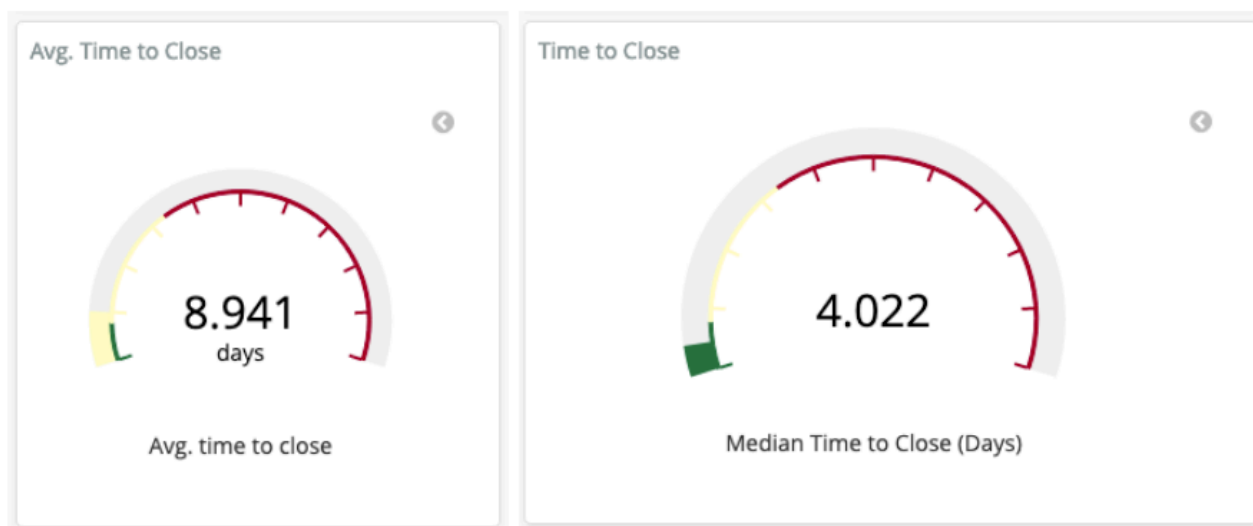 Avg. Time to Close
8.941
days
Avg. time to close
Time to Close
4.022
Median Time to Close (Days)